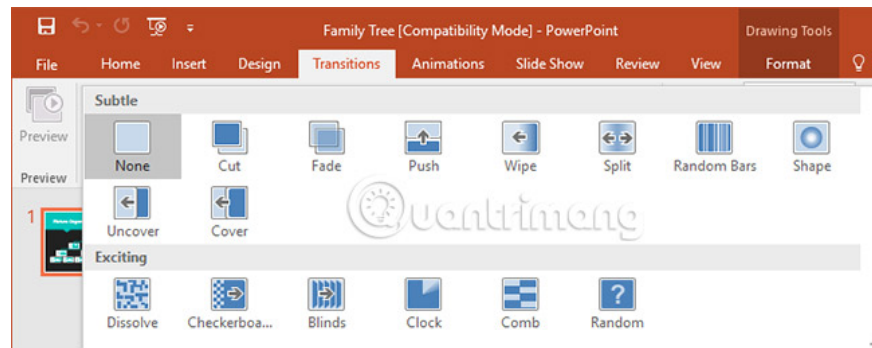 Family Tree [Compatibility Mode] - PowerPoint
Drawing Tools
File Home Insert Design Transitions Animations Slide Show Review View Format
Subtle
Preview
None Cut Fade Push Wipe Split Random Bars Shape
Preview
1
Uncover Cover
Quantrimang
Exciting
?
Dissolve Checkerboa... Blinds Clock Comb Random